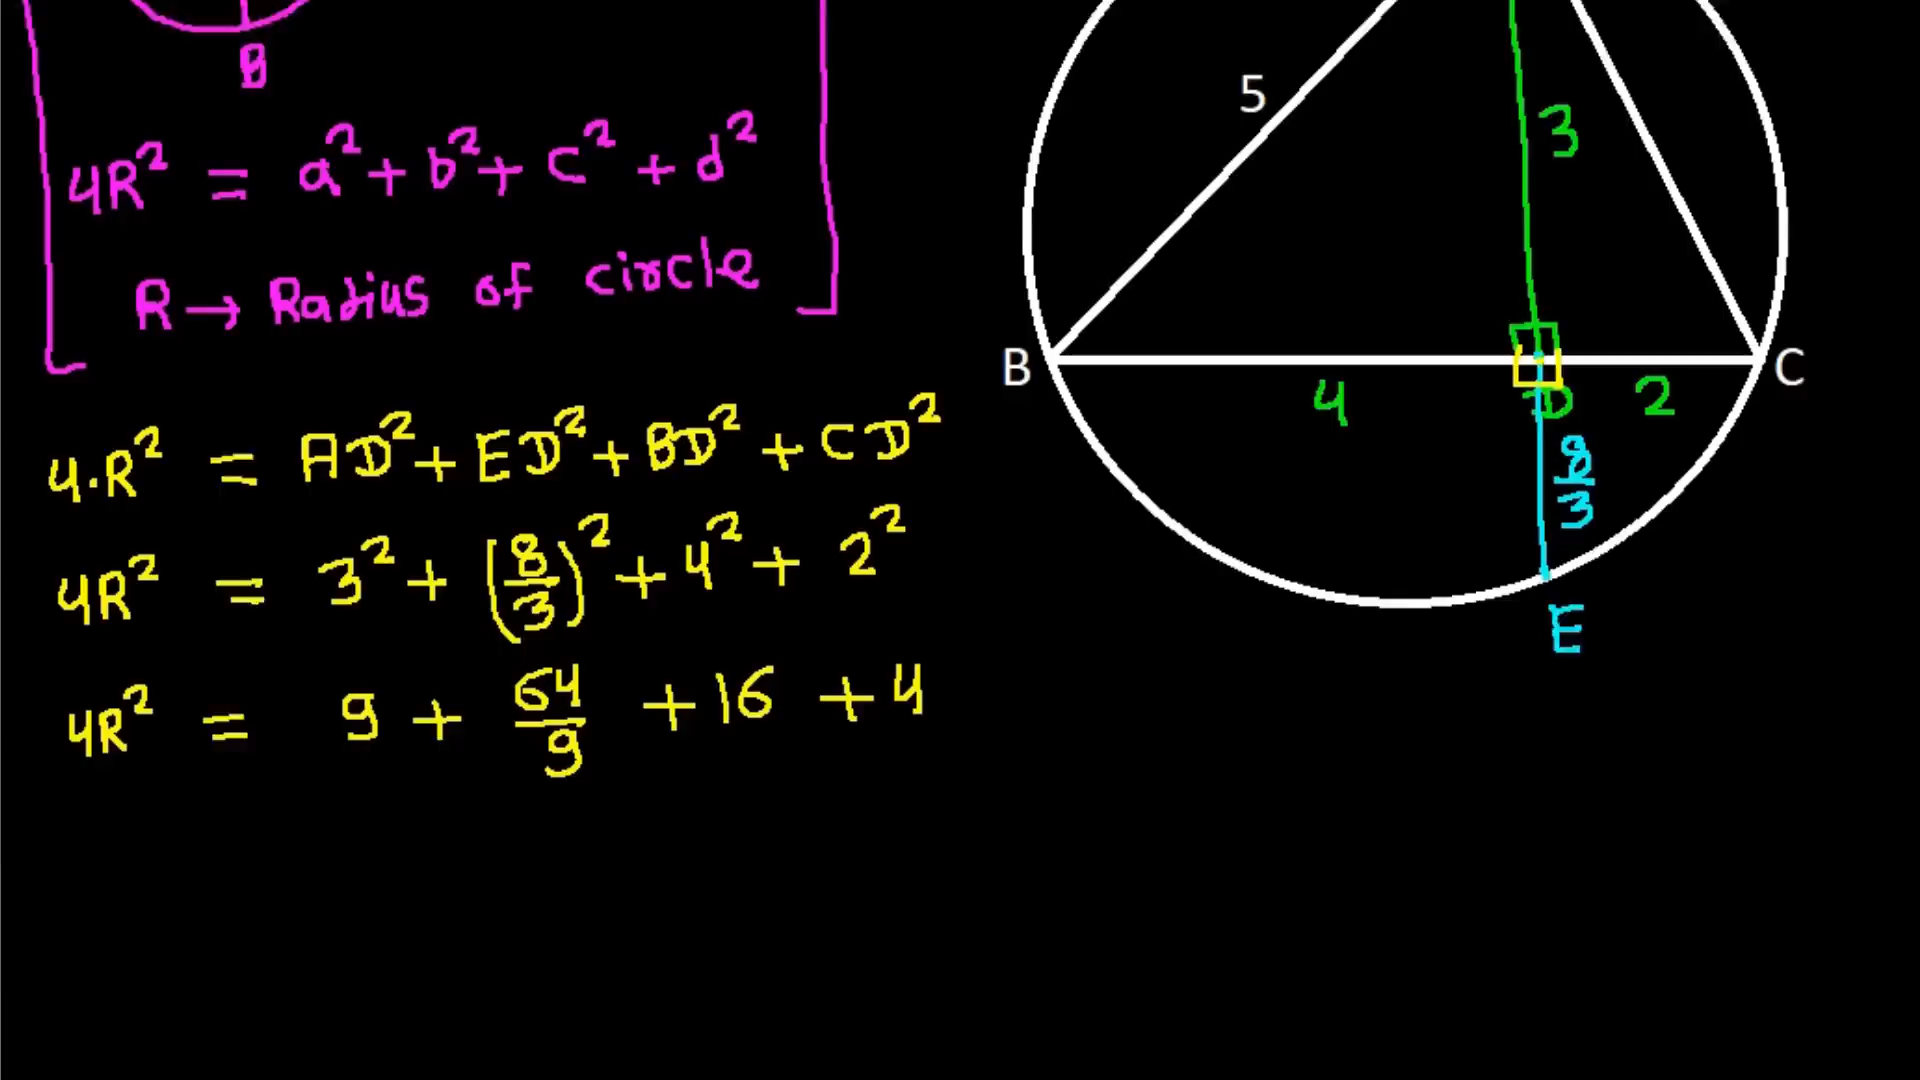 B
4R² = a² + b² + c² + d²
R → Radius of circle
4.R² = AD² + ED² + BD² + CD²
4R² = 3² + (8/3)² + 4² + 2²
4R² = 9 + 64/9 + 16 + 4
5
3
B
C
4
D
2
8/3
E